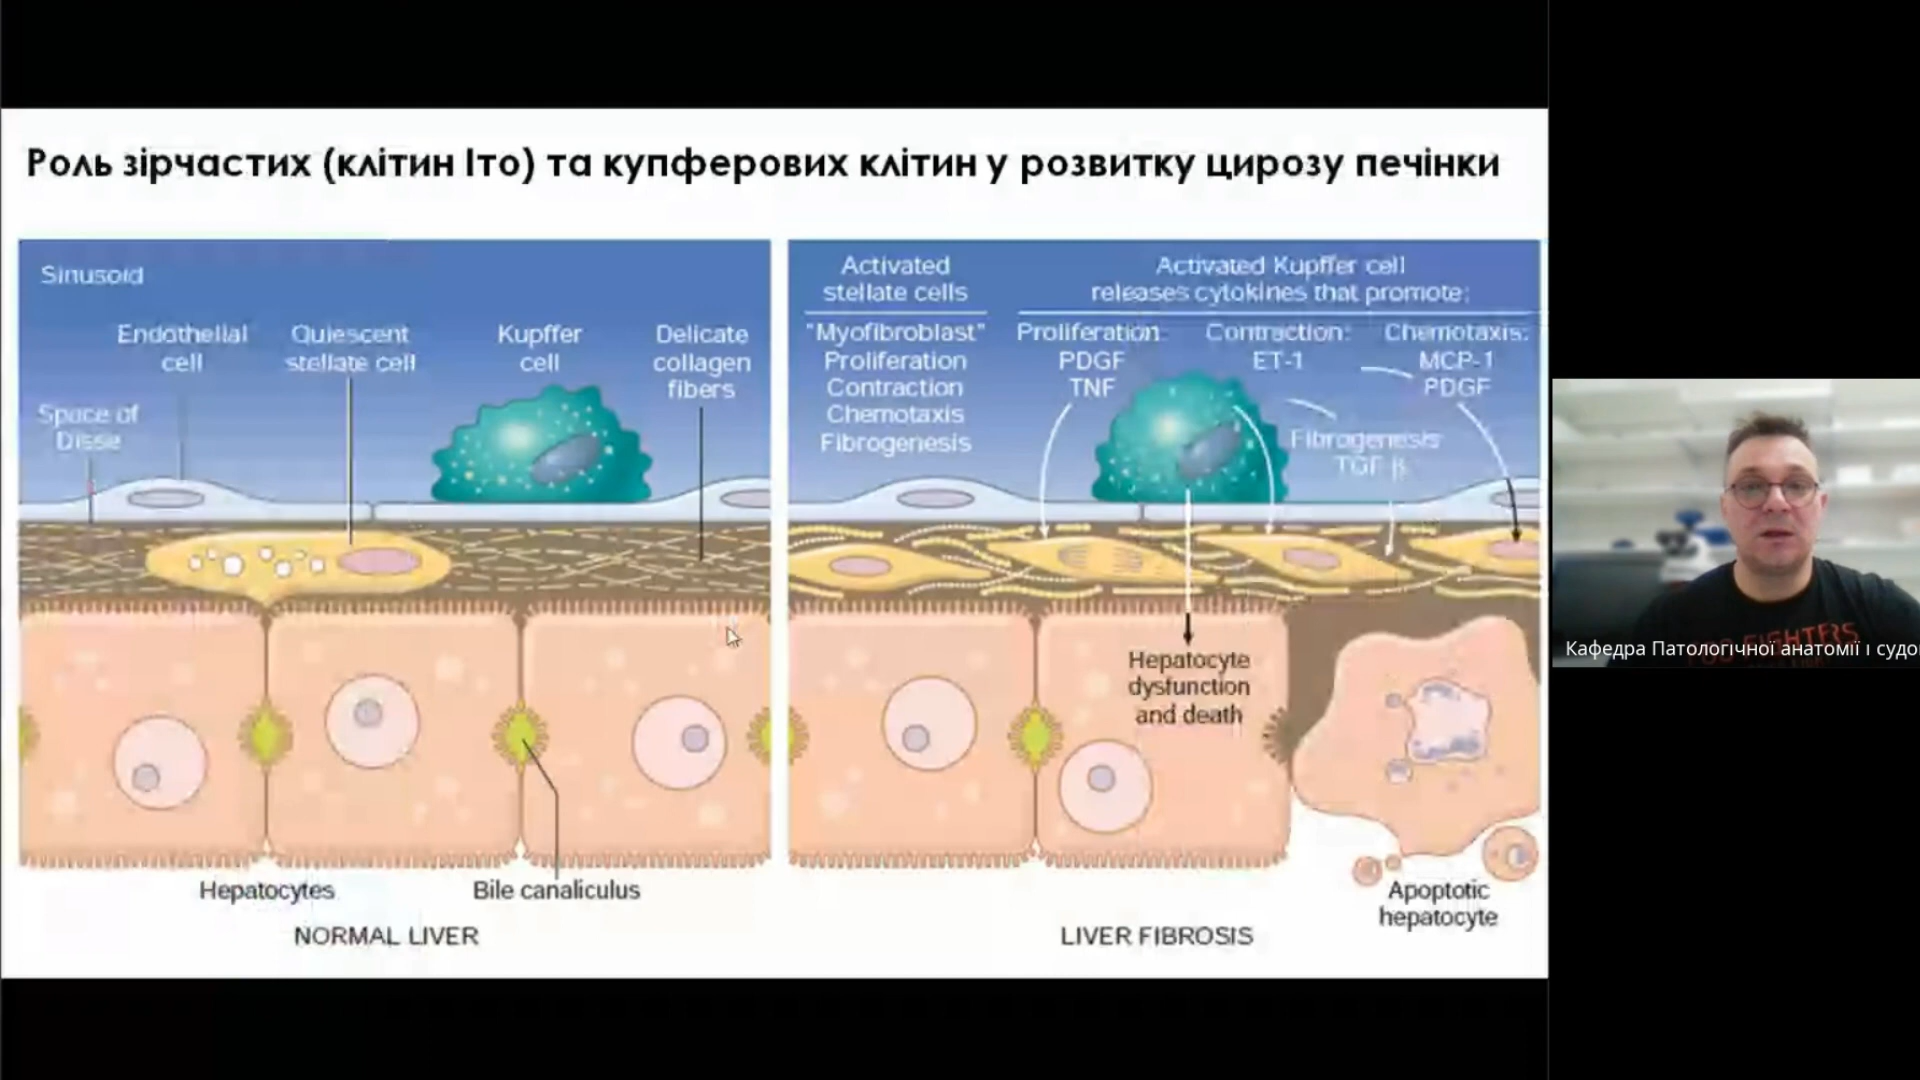 Роль зірчастих (клітин Іто) та купферових клітин у розвитку цирозу печінки
Sinusoid
Endothelial
cell
Quiescent
stellate cell
Kupffer
cell
Delicate
collagen
fibers
Space of
Disse
Hepatocytes
Bile canaliculus
NORMAL LIVER
Activated
stellate cells
"Myofibroblast"
Proliferation
Contraction
Chemotaxis
Fibrogenesis
Activated Kupffer cell
releases cytokines that promote:
Proliferation:
PDGF
TNF
Contraction:
ET-1
Chemotaxis:
MCP-1
PDGF
Fibrogenesis
TGF β
Hepatocyte
dysfunction
and death
Apoptotic
hepatocyte
LIVER FIBROSIS
FOO FIGHTERS
Кафедра Патологічної анатомії і судо